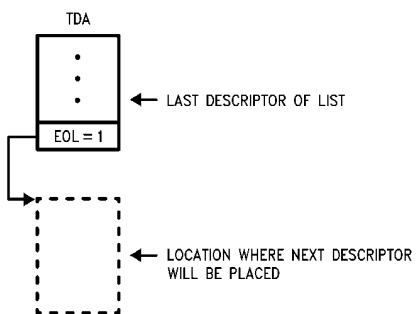 TDA
LAST DESCRIPTOR OF LIST
EOL = 1
LOCATION WHERE NEXT DESCRIPTOR
WILL BE PLACED